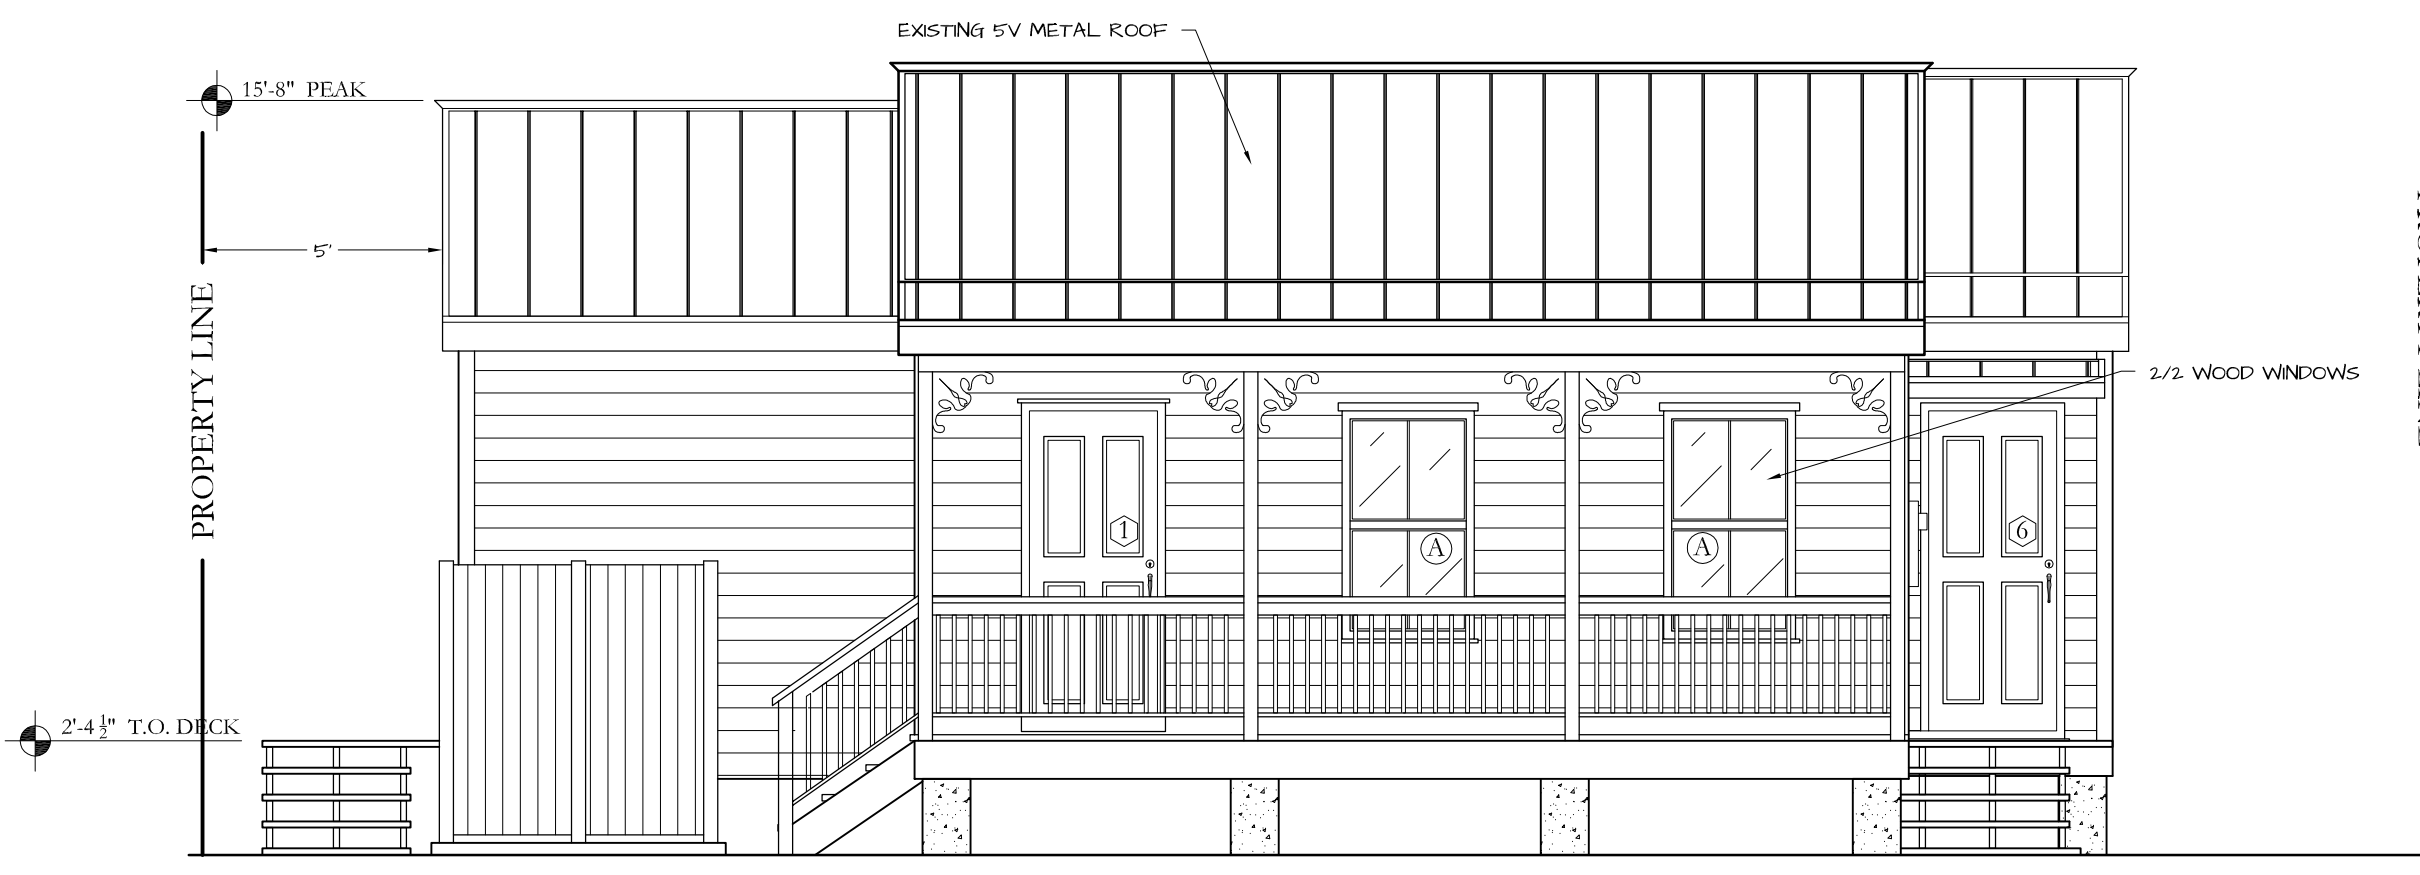 EXISTING 5V METAL ROOF
15'-8" PEAK
5'
PROPERTY LINE
2/2 WOOD WINDOWS
1
A
A
6
2'-4 1/2" T.O. DECK